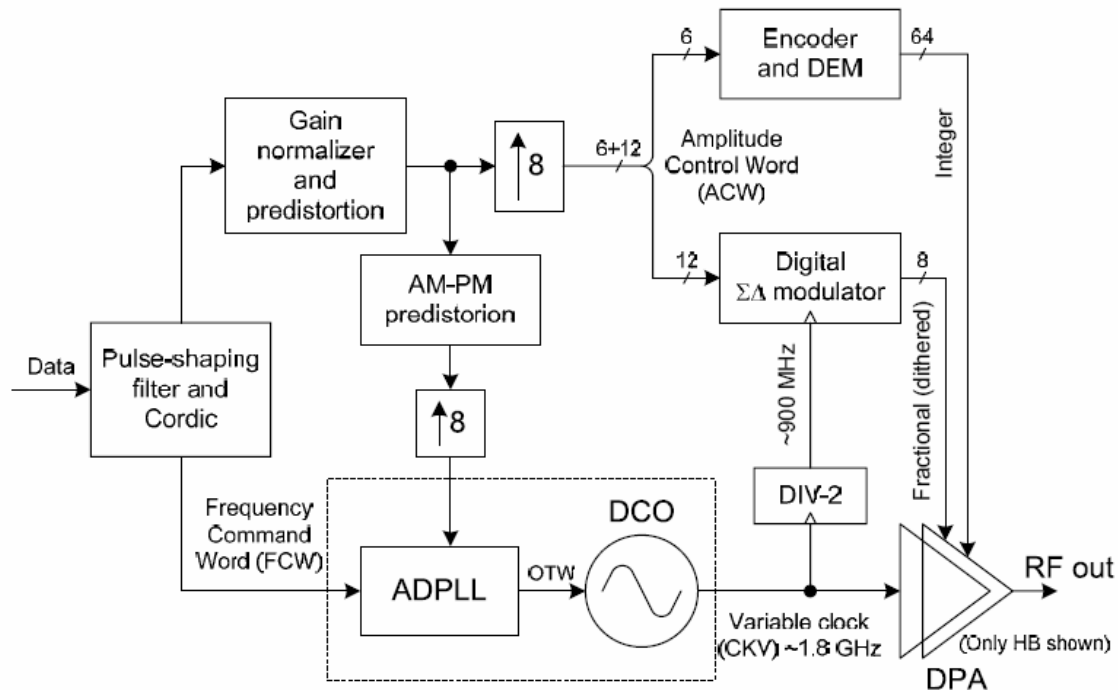 6
Encoder
and DEM
64
Gain
normalizer
and
predistortion
8
6+12
Amplitude
Control Word
(ACW)
Integer
12
Digital
ΣΔ modulator
8
AM-PM
predistorion
Data
Pulse-shaping
filter and
Cordic
8
~900 MHz
Fractional (dithered)
DIV-2
Frequency
Command
Word (FCW)
DCO
ADPLL
OTW
RF out
Variable clock
(CKV) ~1.8 GHz
(Only HB shown)
DPA